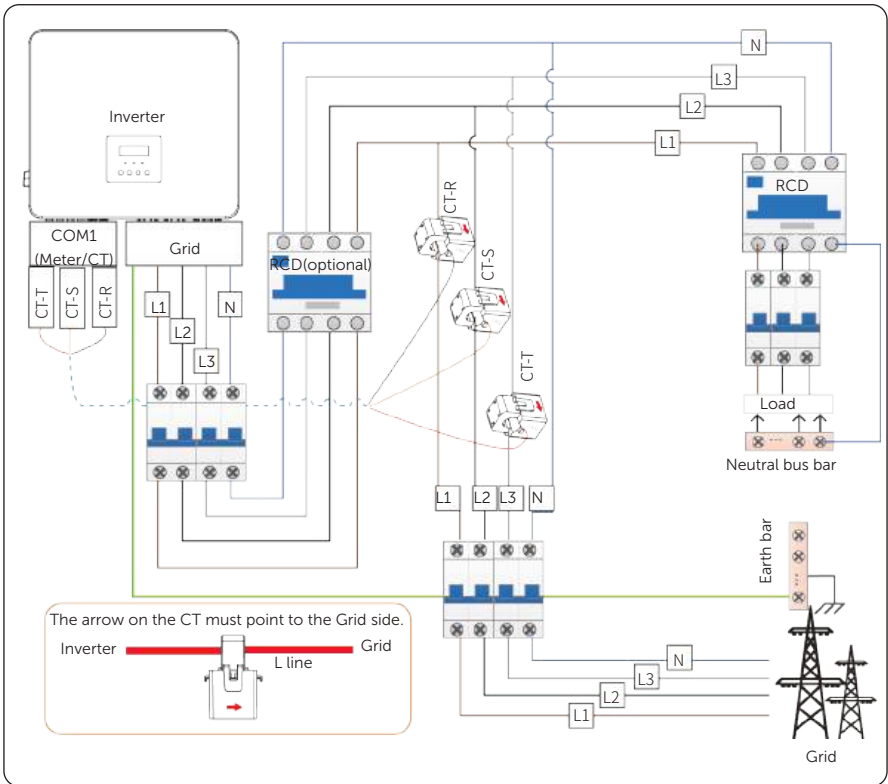 N
L3
L2
L1
Inverter
RCD
CT-R
COM1
(Meter/CT)
Grid
RCD(optional)
CT-S
CT-T
CT-S
CT-R
L1
N
L2
L3
CT-T
Load
Neutral bus bar
L1
L2
L3
N
Earth bar
The arrow on the CT must point to the Grid side.
Inverter
Grid
L line
N
L3
L2
L1
Grid